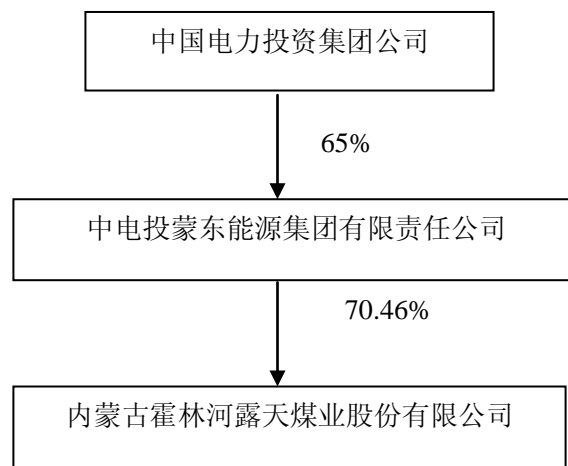 中国电力投资集团公司
65%
中电投蒙东能源集团有限责任公司
70.46%
内蒙古霍林河露天煤业股份有限公司